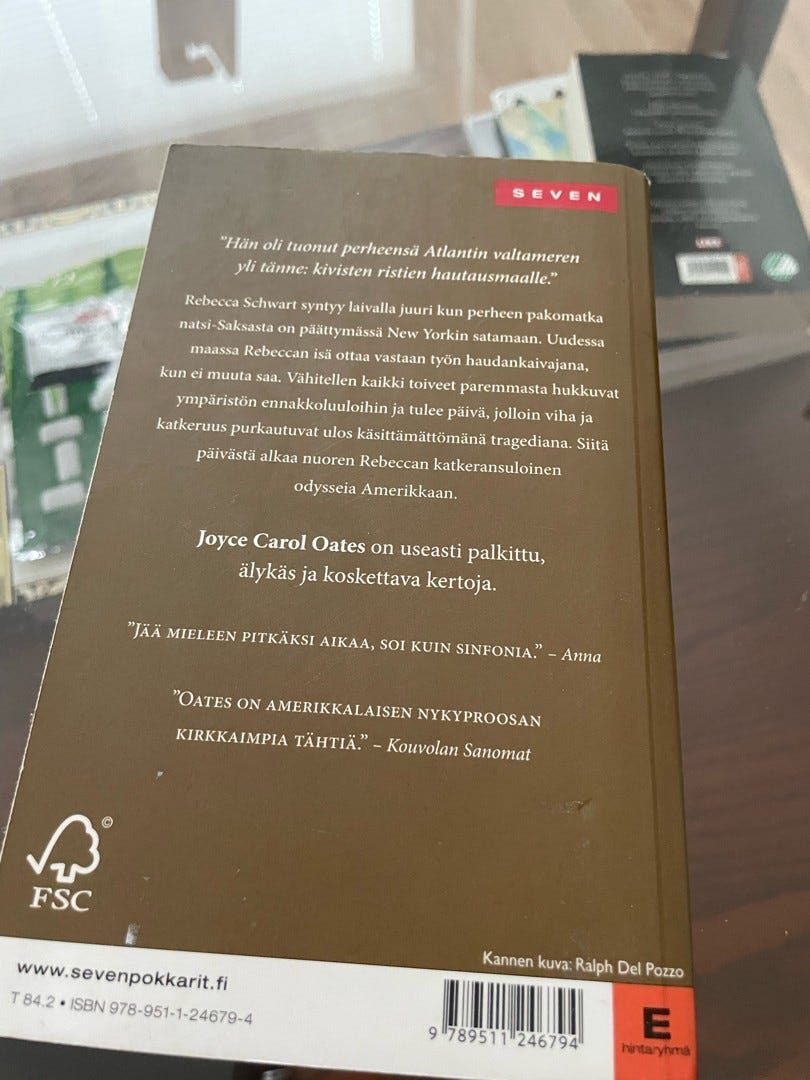 SEVEN
"Hän oli tuonut perheensä Atlantin valtameren
yli tänne: kivisten ristien hautausmaalle."
Rebecca Schwart syntyy laivalla juuri kun perheen pakomatka
natsi-Saksasta on päättymässä New Yorkin satamaan. Uudessa
maassa Rebeccan isä ottaa vastaan työn haudankaivajana,
kun ei muuta saa. Vähitellen kaikki toiveet paremmasta hukkuvat
ympäristön ennakkoluuloihin ja tulee päivä, jolloin viha ja
katkeruus purkautuvat ulos käsittämättömänä tragediana. Siitä
päivästä alkaa nuoren Rebeccan katkeransuloinen
odysseia Amerikkaan.
Joyce Carol Oates on useasti palkittu,
älykäs ja koskettava kertoja.
"Jää mieleen pitkäksi aikaa, soi kuin sinfonia." – Anna
"Oates on amerikkalaisen nykyproosan
kirkkaimpia tähtiä." – Kouvolan Sanomat
©
FSC
Kannen kuva: Ralph Del Pozzo
www.sevenpokkarit.fi
T 84.2 • ISBN 978-951-1-24679-4
9 789511 246794
E
hintaryhmä